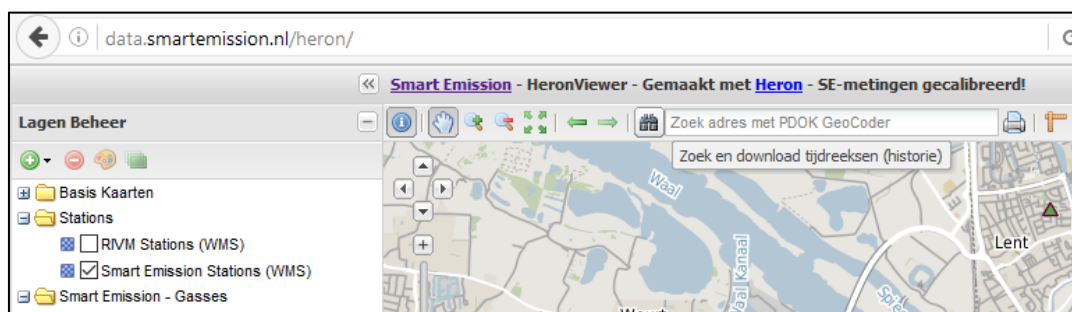 data.smartemission.nl/heron/
Smart Emission - HeronViewer - Gemaakt met Heron - SE-metingen gecalibreerd!
Lagen Beheer
Zoek adres met PDOK GeoCoder
Zoek en download tijdreeksen (historie)
Basis Kaarten
Stations
RIVM Stations (WMS)
Smart Emission Stations (WMS)
Smart Emission - Gasses
Waal
Waal Kanaal
Lent